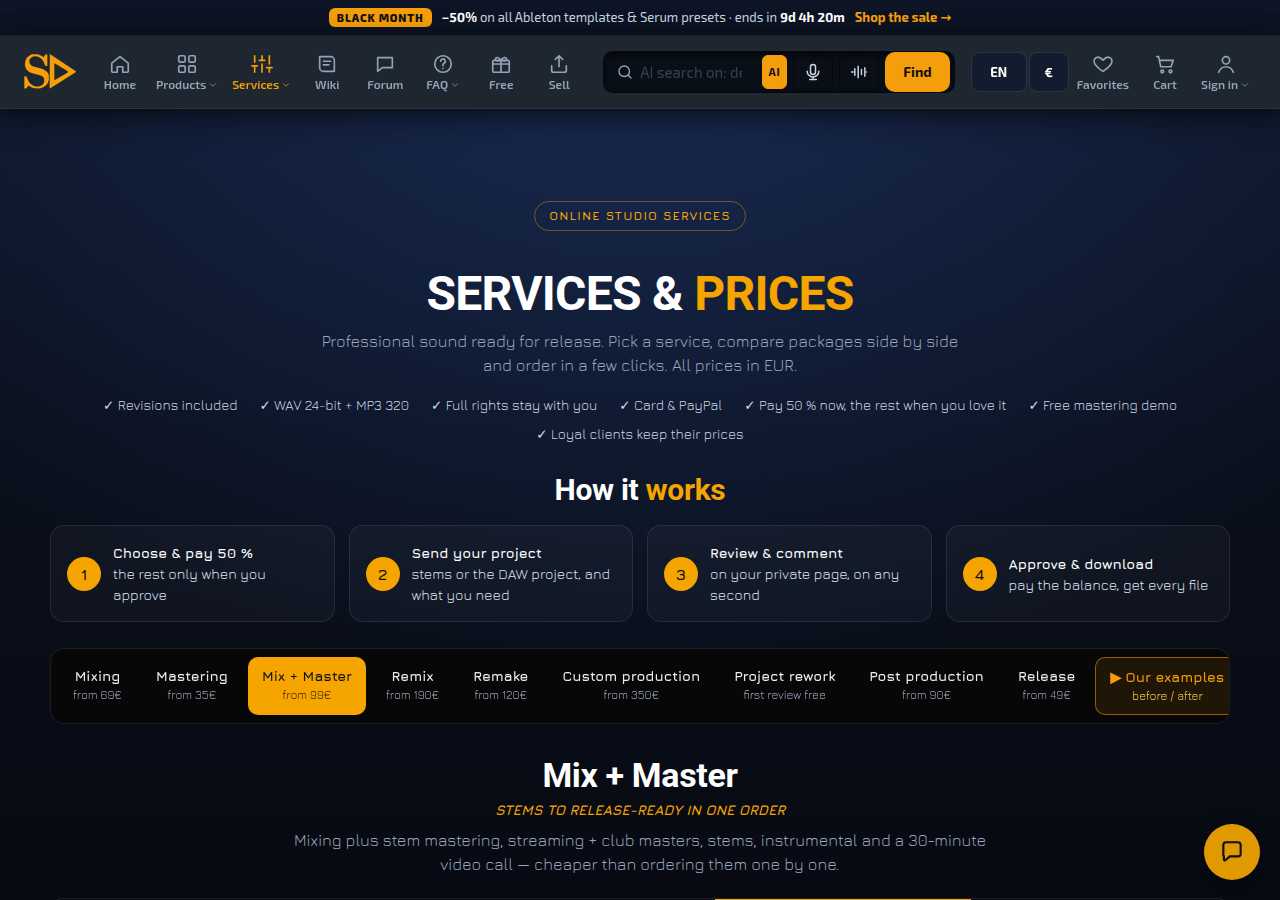 BLACK MONTH −50% on all Ableton templates & Serum presets · ends in 9d 4h 20m Shop the sale →
Home Products Services Wiki Forum FAQ Free Sell AI search on: dr AI Find EN € Favorites Cart Sign in
ONLINE STUDIO SERVICES
SERVICES & PRICES
Professional sound ready for release. Pick a service, compare packages side by side
and order in a few clicks. All prices in EUR.
✓ Revisions included ✓ WAV 24-bit + MP3 320 ✓ Full rights stay with you ✓ Card & PayPal ✓ Pay 50 % now, the rest when you love it ✓ Free mastering demo
✓ Loyal clients keep their prices
How it works
1 Choose & pay 50 %
the rest only when you
approve
2 Send your project
stems or the DAW project, and
what you need
3 Review & comment
on your private page, on any
second
4 Approve & download
pay the balance, get every file
Mixing Mastering Mix + Master Remix Remake Custom production Project rework Post production Release ▶ Our examples
from 69€ from 35€ from 99€ from 190€ from 120€ from 350€ first review free from 90€ from 49€ before / after
Mix + Master
STEMS TO RELEASE-READY IN ONE ORDER
Mixing plus stem mastering, streaming + club masters, stems, instrumental and a 30-minute
video call — cheaper than ordering them one by one.